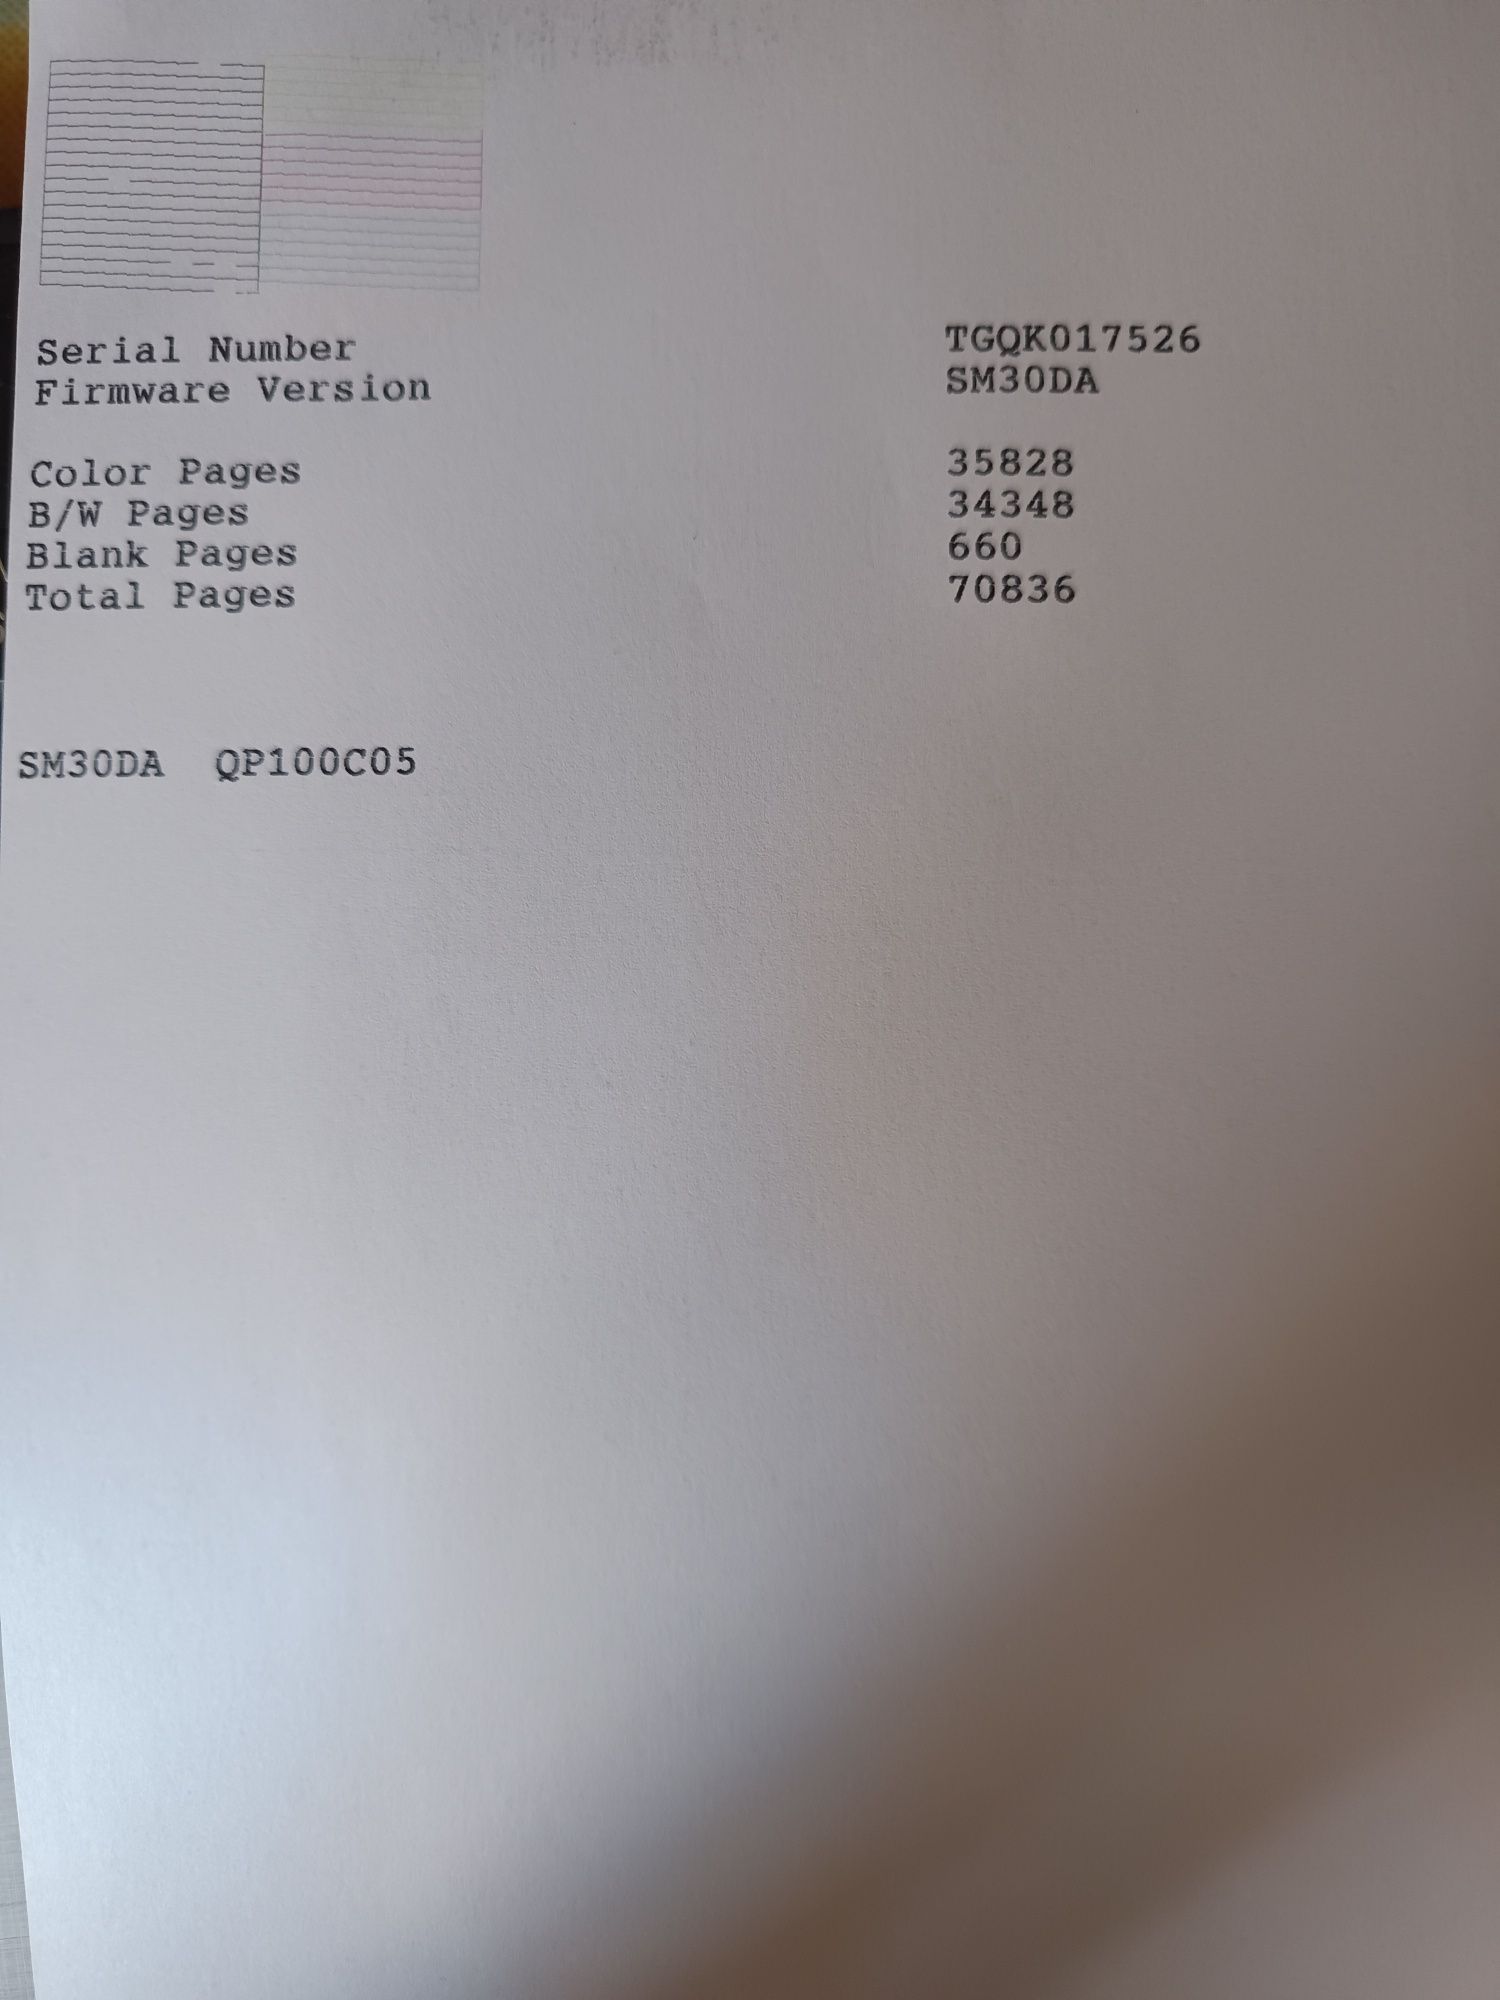 Serial Number TGQK017526
Firmware Version SM30DA
Color Pages 35828
B/W Pages 34348
Blank Pages 660
Total Pages 70836
SM30DA QP100C05